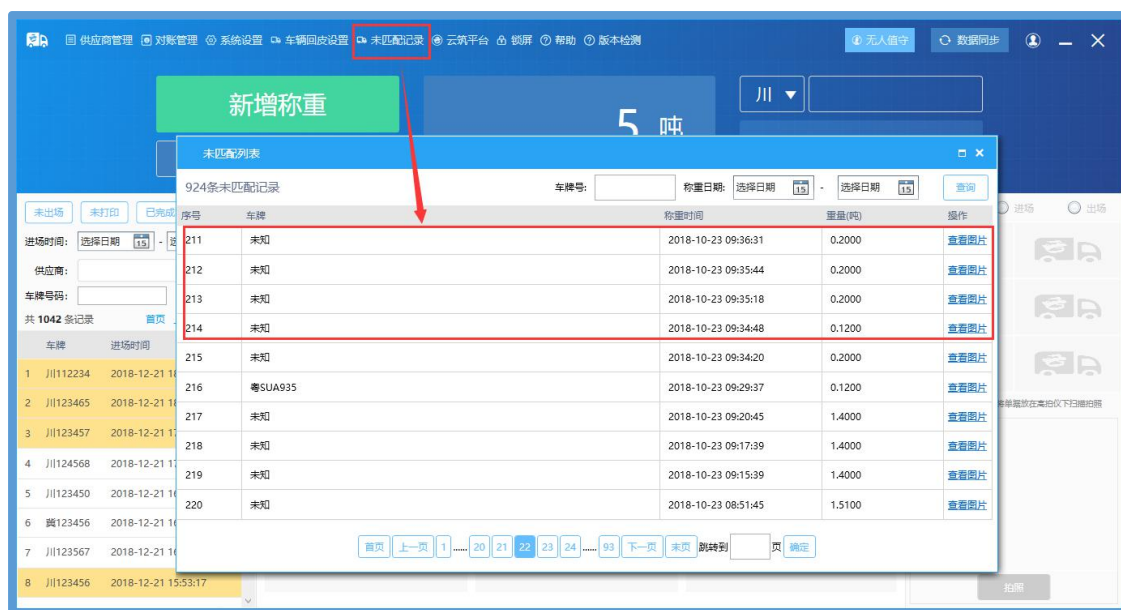 供应商管理 对账管理 系统设置 车辆回皮设置 未匹配记录 云筑平台 锁屏 帮助 版本检测 无人值守 数据同步
新增称重 5 吨 川
未匹配列表
924条未匹配记录 车牌号: 称重日期: 选择日期 15 - 选择日期 15 查询
序号 车牌 称重时间 重量(吨) 操作
211 未知 2018-10-23 09:36:31 0.2000 查看图片
212 未知 2018-10-23 09:35:44 0.2000 查看图片
213 未知 2018-10-23 09:35:18 0.2000 查看图片
214 未知 2018-10-23 09:34:48 0.1200 查看图片
215 未知 2018-10-23 09:34:20 0.2000 查看图片
216 粤SUA935 2018-10-23 09:29:37 0.1200 查看图片
217 未知 2018-10-23 09:20:45 1.4000 查看图片
218 未知 2018-10-23 09:17:39 1.4000 查看图片
219 未知 2018-10-23 09:15:39 1.4000 查看图片
220 未知 2018-10-23 08:51:45 1.5100 查看图片
首页 上一页 1 ...... 20 21 22 23 24 ...... 93 下一页 末页 跳转到 页 确定
未出场 未打印 已完成
进场时间: 选择日期 15 -
供应商:
车牌号码:
共 1042 条记录 首页
车牌 进场时间
1 川112234 2018-12-21
2 川123465 2018-12-21
3 川123457 2018-12-21
4 川124568 2018-12-21
5 川123450 2018-12-21
6 冀123456 2018-12-21
7 川123567 2018-12-21
8 川123456 2018-12-21 15:53:17
进场 出场
将单据放在高拍仪下扫描拍照
拍照